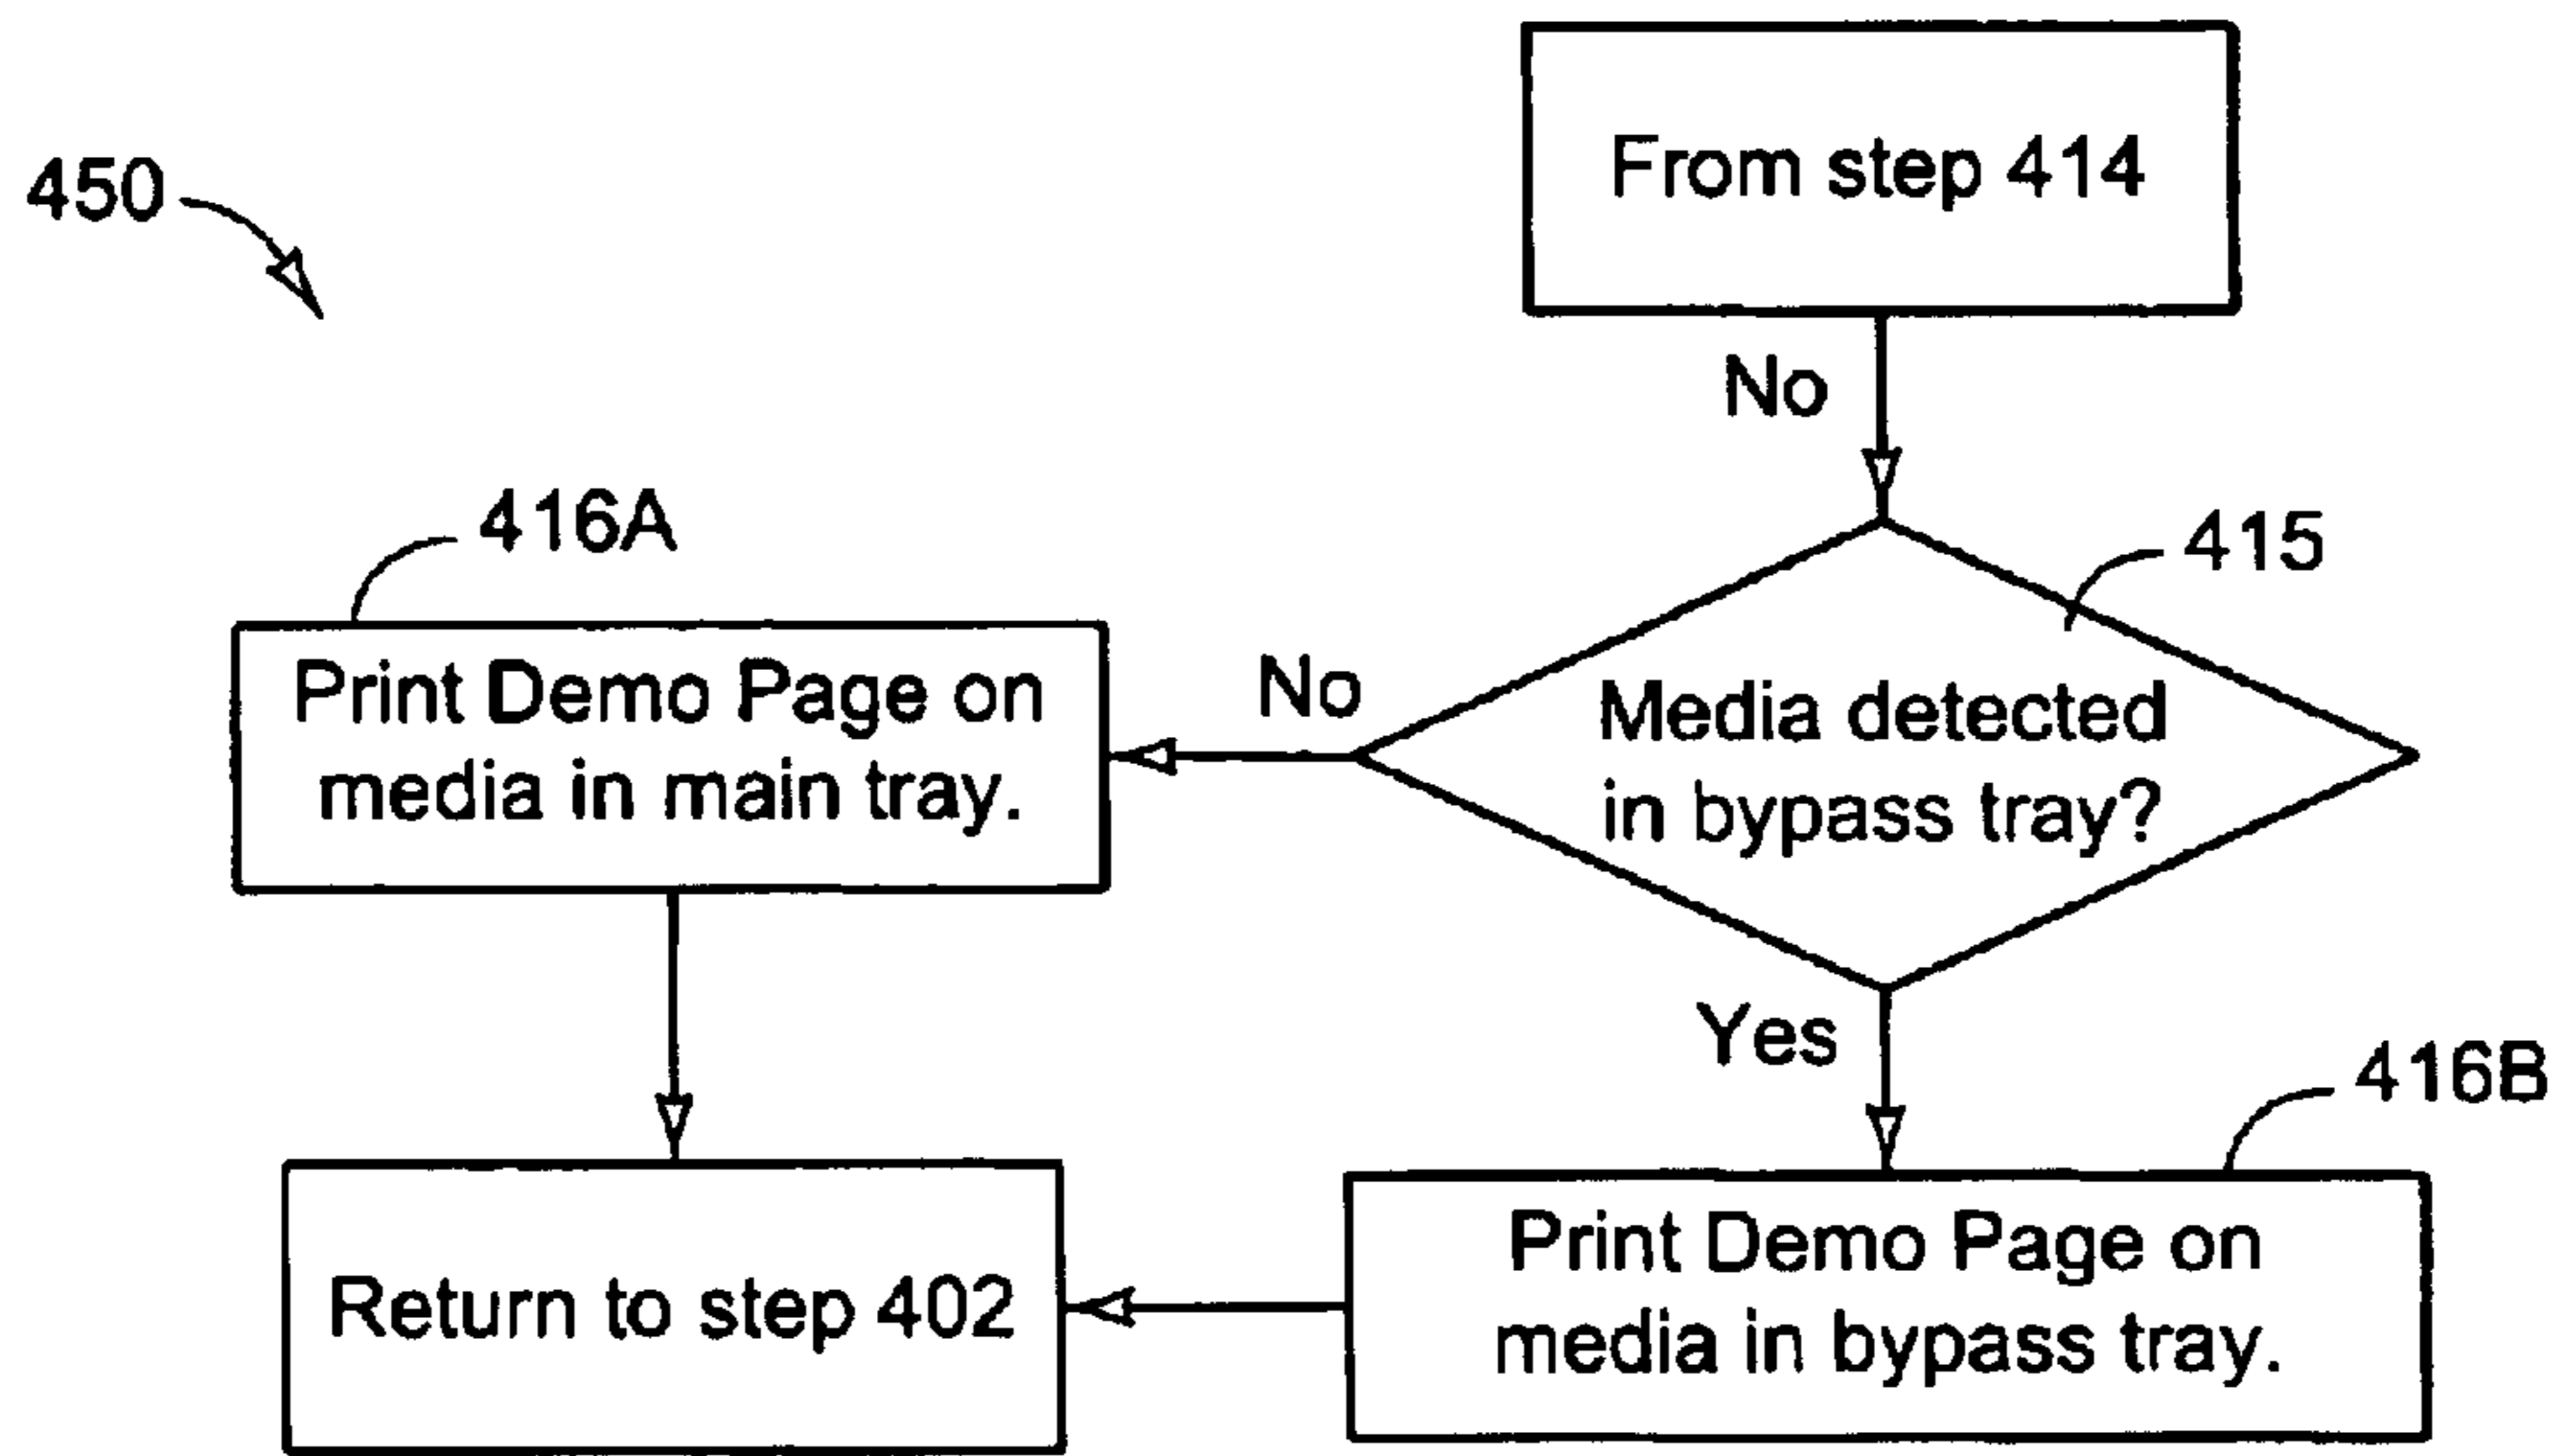 450
From step 414
No
415
Media detected
in bypass tray?
No
416A
Print Demo Page on
media in main tray.
Yes
416B
Print Demo Page on
media in bypass tray.
Return to step 402